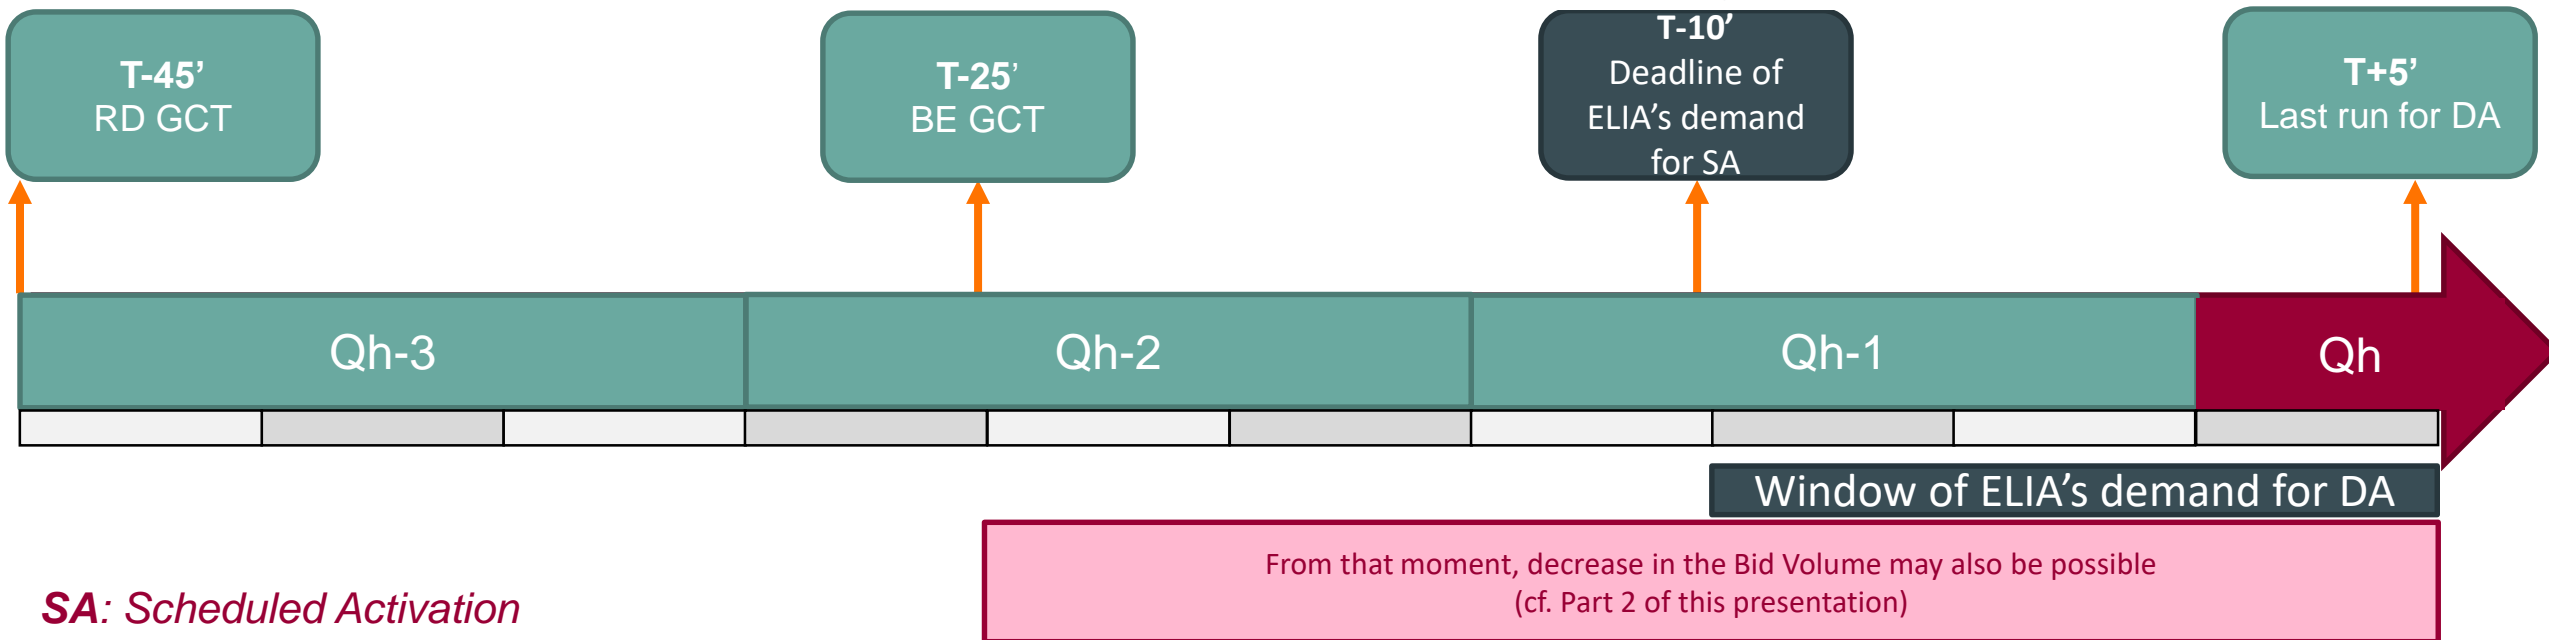 T-45’
RD GCT
T-25’
BE GCT
T-10’
Deadline of
ELIA’s demand
for SA
T+5’
Last run for DA
Qh-3
Qh-2
Qh-1
Qh
Window of ELIA’s demand for DA
From that moment, decrease in the Bid Volume may also be possible
(cf. Part 2 of this presentation)
SA: Scheduled Activation